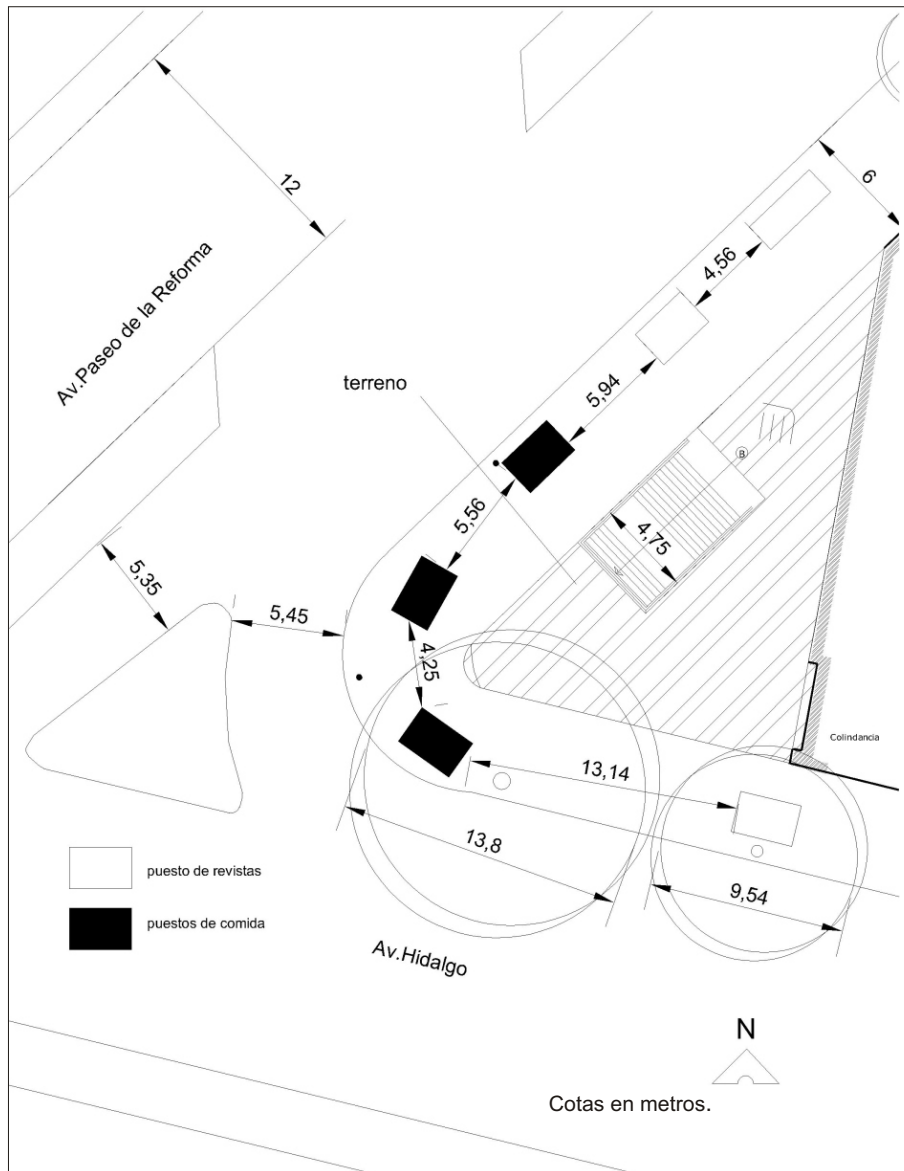 12
6
4,56
Av.Paseo de la Reforma
terreno
5,94
B
5,56
4,75
5,35
5,45
4,25
Colindancia
13,14
13,8
puesto de revistas
9,54
puestos de comida
Av.Hidalgo
N
Cotas en metros.